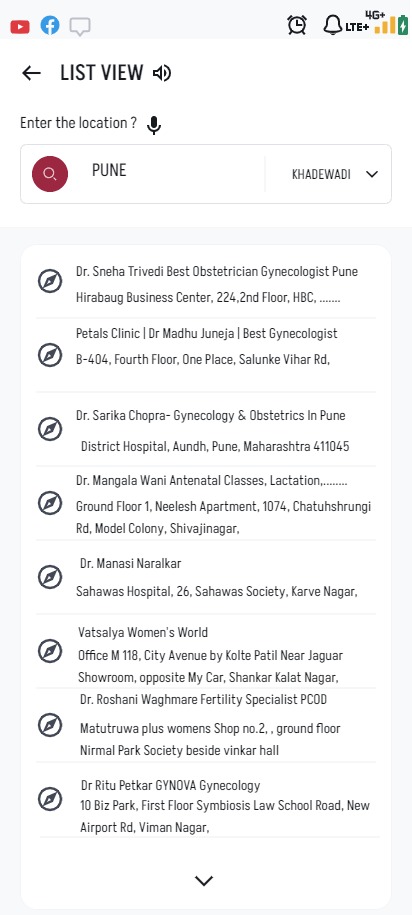 4G+
LTE+
LIST VIEW
Enter the location ?
PUNE
KHADEWADI
Dr. Sneha Trivedi Best Obstetrician Gynecologist Pune
Hirabaug Business Center, 224,2nd Floor, HBC, .......
Petals Clinic | Dr Madhu Juneja | Best Gynecologist
B-404, Fourth Floor, One Place, Salunke Vihar Rd,
Dr. Sarika Chopra- Gynecology & Obstetrics In Pune
District Hospital, Aundh, Pune, Maharashtra 411045
Dr. Mangala Wani Antenatal Classes, Lactation,........
Ground Floor 1, Neelesh Apartment, 1074, Chatuhshrungi
Rd, Model Colony, Shivajinagar,
Dr. Manasi Naralkar
Sahawas Hospital, 26, Sahawas Society, Karve Nagar,
Vatsalya Women's World
Office M 118, City Avenue by Kolte Patil Near Jaguar
Showroom, opposite My Car, Shankar Kalat Nagar,
Dr. Roshani Waghmare Fertility Specialist PCOD
Matutruwa plus womens Shop no.2, , ground floor
Nirmal Park Society beside vinkar hall
Dr Ritu Petkar GYNOVA Gynecology
10 Biz Park, First Floor Symbiosis Law School Road, New
Airport Rd, Viman Nagar,